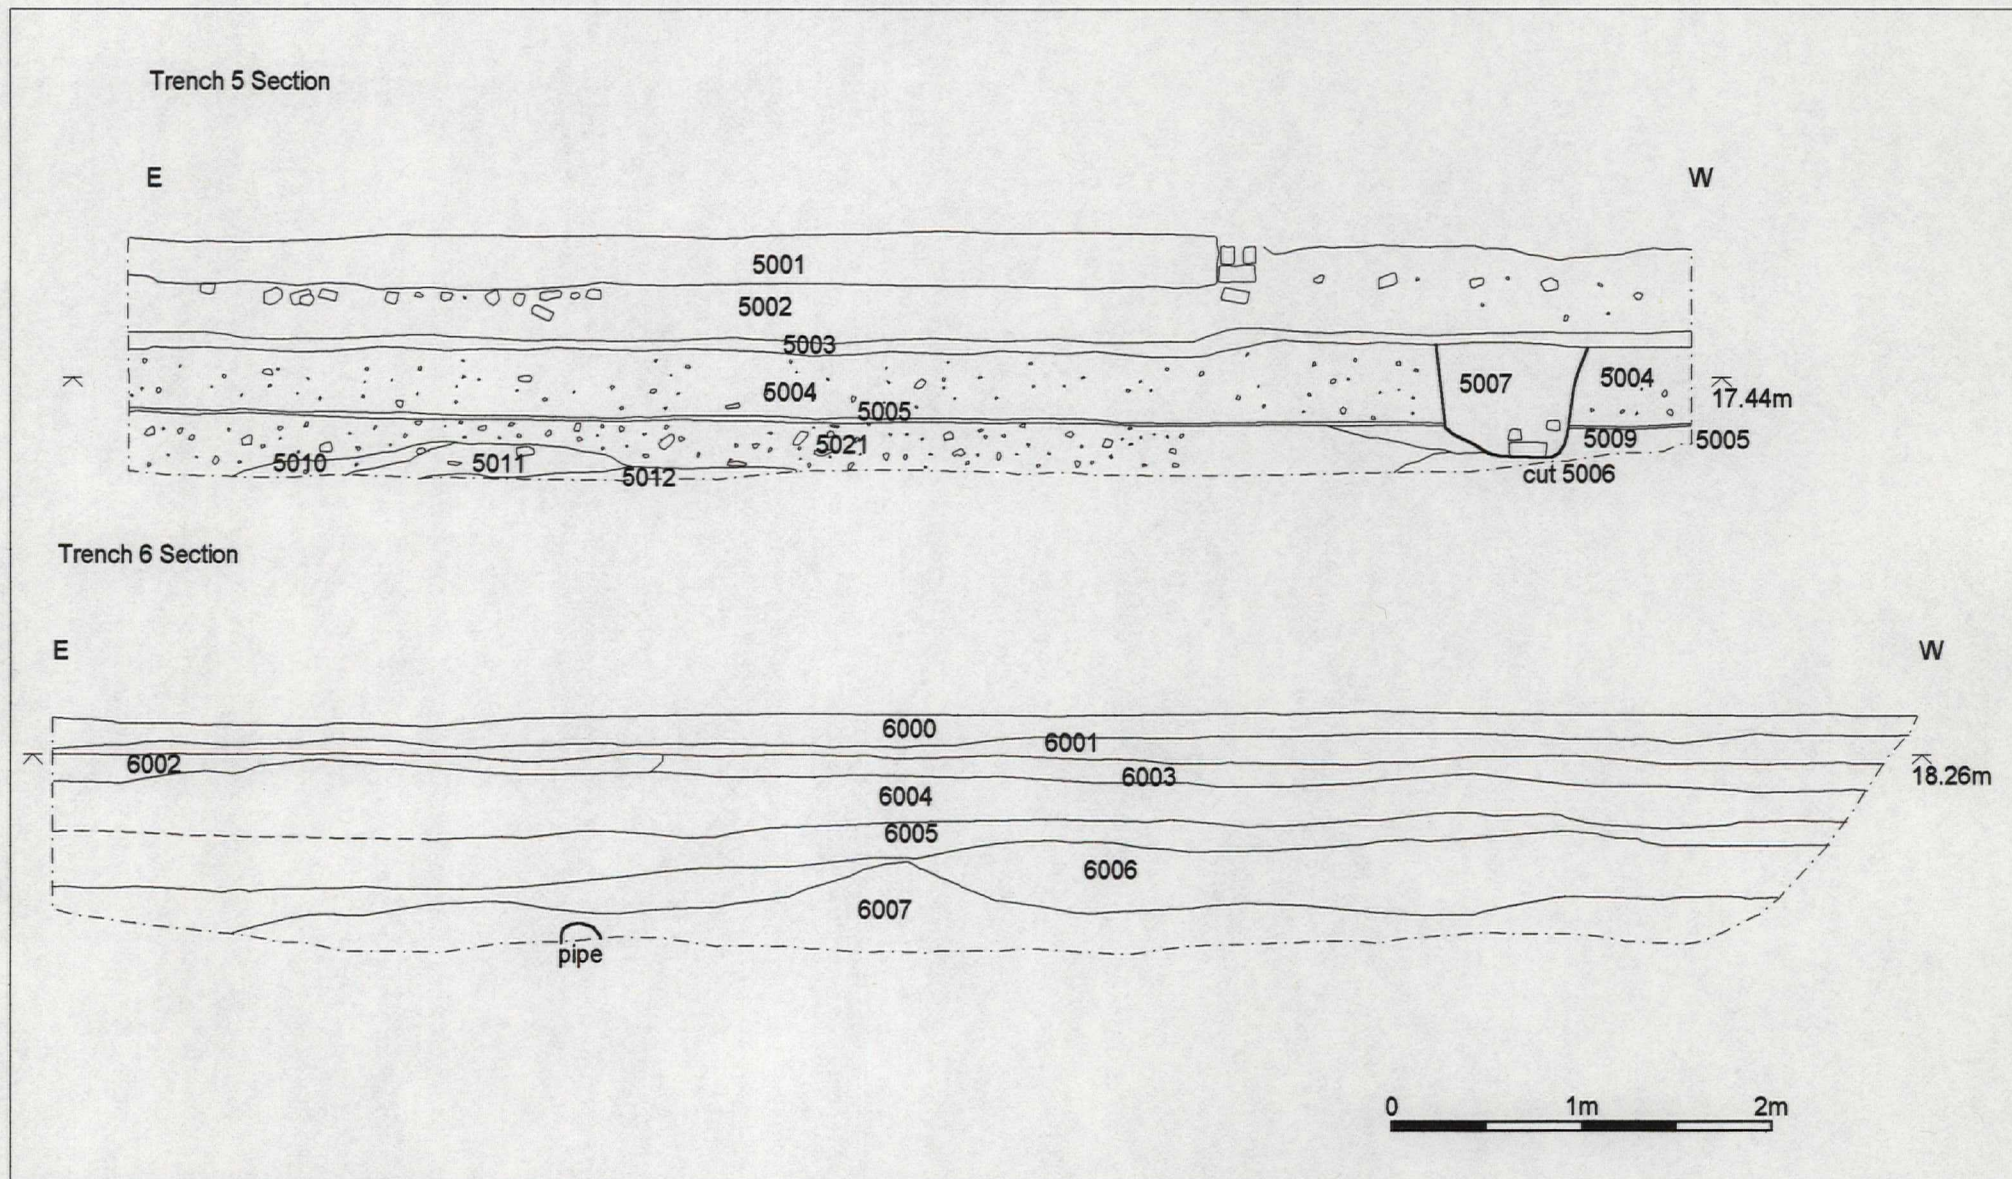 Trench 5 Section
E W
5001
5002
5003
5004 5007 5004
17.44m
5005
5021 5009 5005
5010 5011
5012 cut 5006
Trench 6 Section
E W
6000
6001
6002 6003 18.26m
6004
6005
6006
6007
pipe
0 1m 2m